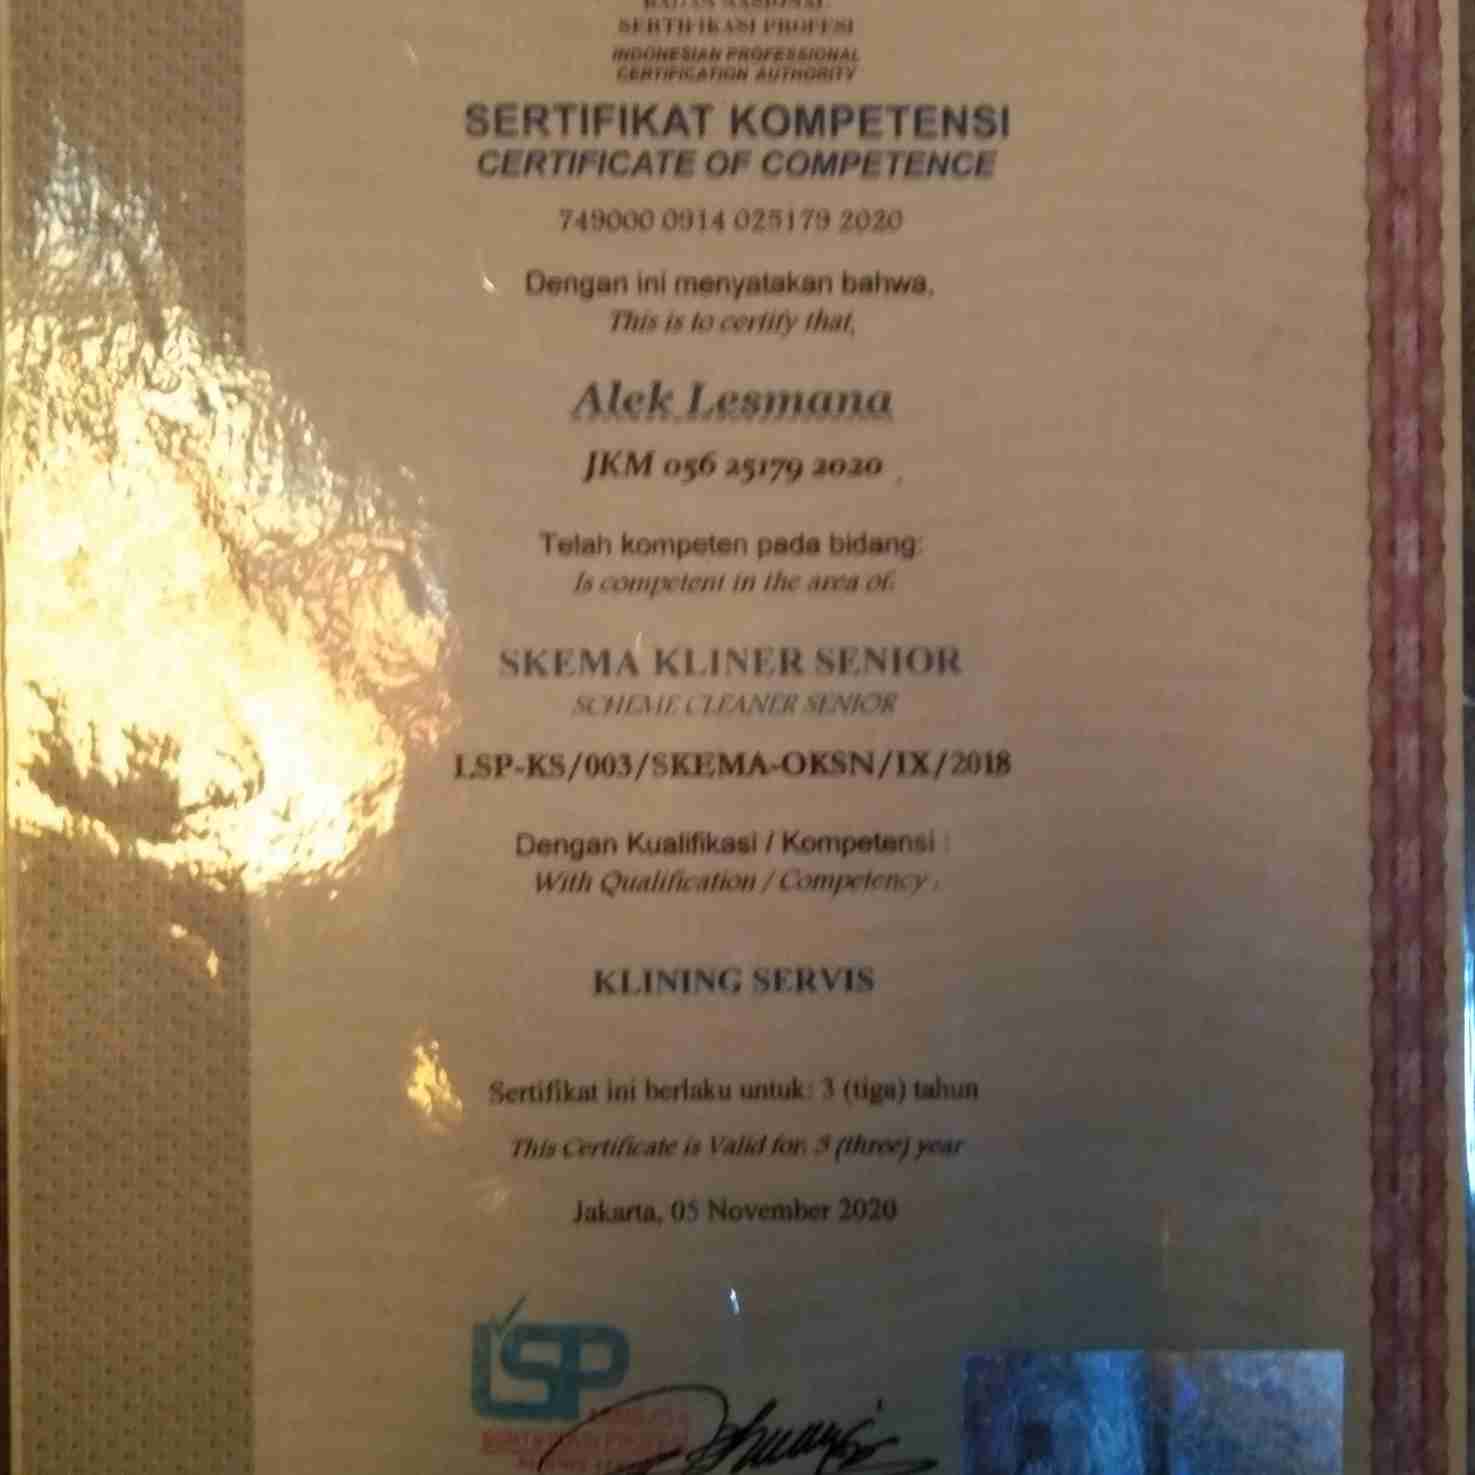 BADAN NASIONAL
SERTIFIKASI PROFESI
INDONESIAN PROFESSIONAL
CERTIFICATION AUTHORITY
SERTIFIKAT KOMPETENSI
CERTIFICATE OF COMPETENCE
749000 0914 025179 2020
Dengan ini menyatakan bahwa,
This is to certify that,
Alek Lesmana
JKM 056 25179 2020
Telah kompeten pada bidang:
Is competent in the area of:
SKEMA KLINER SENIOR
SCHEME CLEANER SENIOR
LSP-KS/003/SKEMA-OKSN/IX/2018
Dengan Kualifikasi / Kompetensi :
With Qualification / Competency :
KLINING SERVIS
Sertifikat ini berlaku untuk: 3 (tiga) tahun
This Certificate is Valid for: 3 (three) year
Jakarta, 05 November 2020
LSP